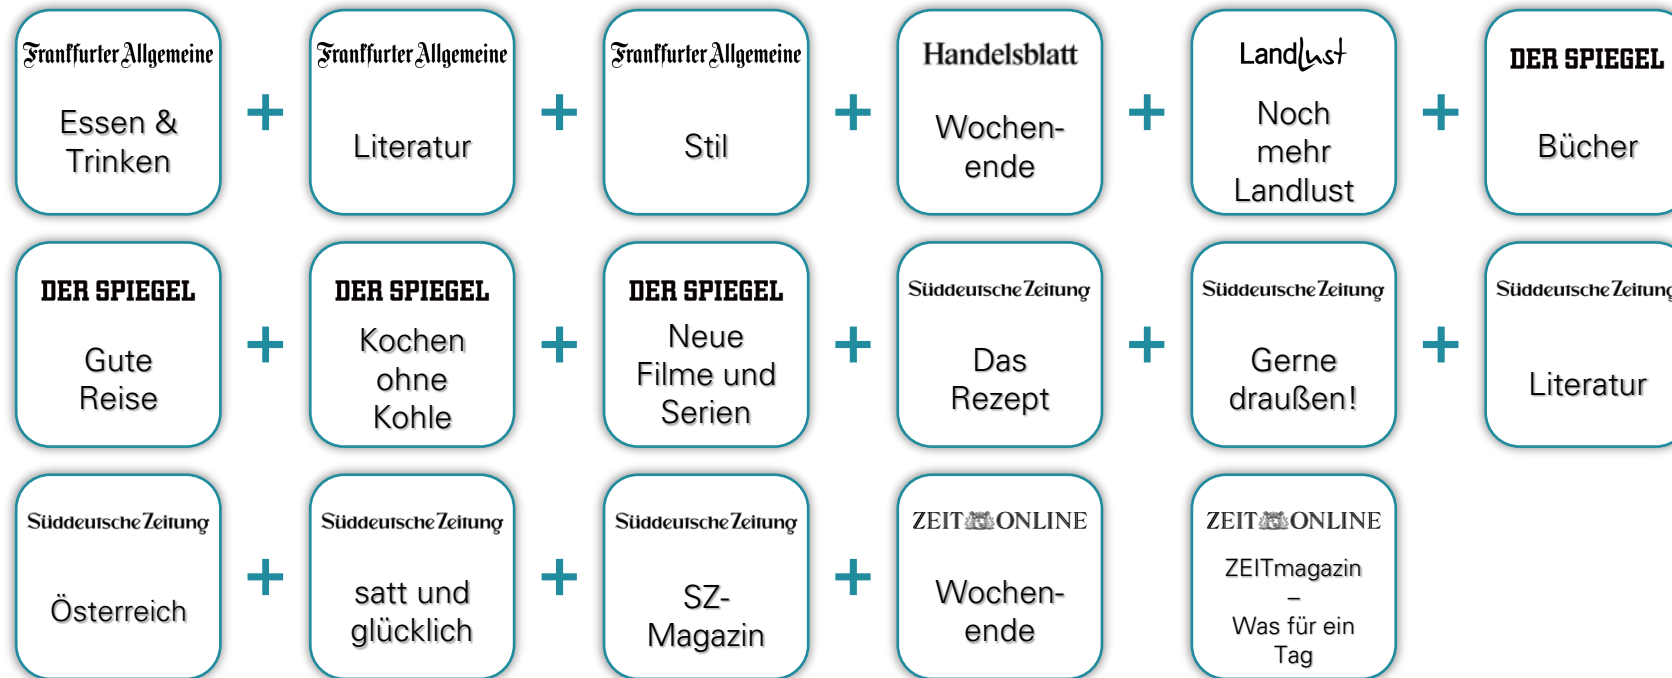 Frankfurter Allgemeine
Essen &
Trinken
+
Frankfurter Allgemeine
Literatur
+
Frankfurter Allgemeine
Stil
+
Handelsblatt
Wochen-
ende
+
Landlust
Noch
mehr
Landlust
+
DER SPIEGEL
Bücher
DER SPIEGEL
Gute
Reise
+
DER SPIEGEL
Kochen
ohne
Kohle
+
DER SPIEGEL
Neue
Filme und
Serien
+
Süddeutsche Zeitung
Das
Rezept
+
Süddeutsche Zeitung
Gerne
draußen!
+
Süddeutsche Zeitung
Literatur
Süddeutsche Zeitung
Österreich
+
Süddeutsche Zeitung
satt und
glücklich
+
Süddeutsche Zeitung
SZ-
Magazin
+
ZEIT ONLINE
Wochen-
ende
ZEIT ONLINE
ZEITmagazin
–
Was für ein
Tag